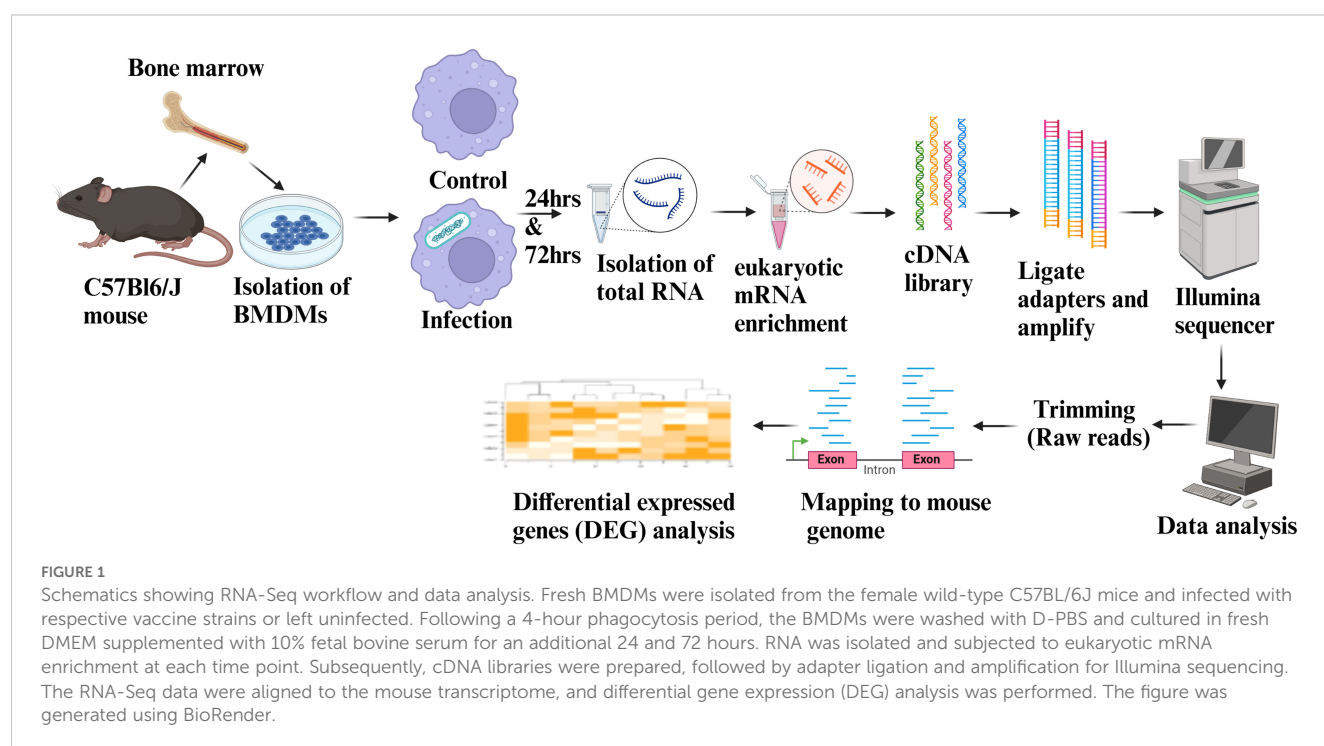 Bone marrow
C57Bl6/J
mouse
Isolation of
BMDMs
Control
Infection
24hrs
&
72hrs
Isolation of
total RNA
eukaryotic
mRNA
enrichment
cDNA
library
Ligate
adapters and
amplify
Illumina
sequencer
Data analysis
Trimming
(Raw reads)
Exon
Intron
Exon
Mapping to mouse
genome
Differential expressed
genes (DEG) analysis
FIGURE 1
Schematics showing RNA-Seq workflow and data analysis. Fresh BMDMs were isolated from the female wild-type C57BL/6J mice and infected with
respective vaccine strains or left uninfected. Following a 4-hour phagocytosis period, the BMDMs were washed with D-PBS and cultured in fresh
DMEM supplemented with 10% fetal bovine serum for an additional 24 and 72 hours. RNA was isolated and subjected to eukaryotic mRNA
enrichment at each time point. Subsequently, cDNA libraries were prepared, followed by adapter ligation and amplification for Illumina sequencing.
The RNA-Seq data were aligned to the mouse transcriptome, and differential gene expression (DEG) analysis was performed. The figure was
generated using BioRender.